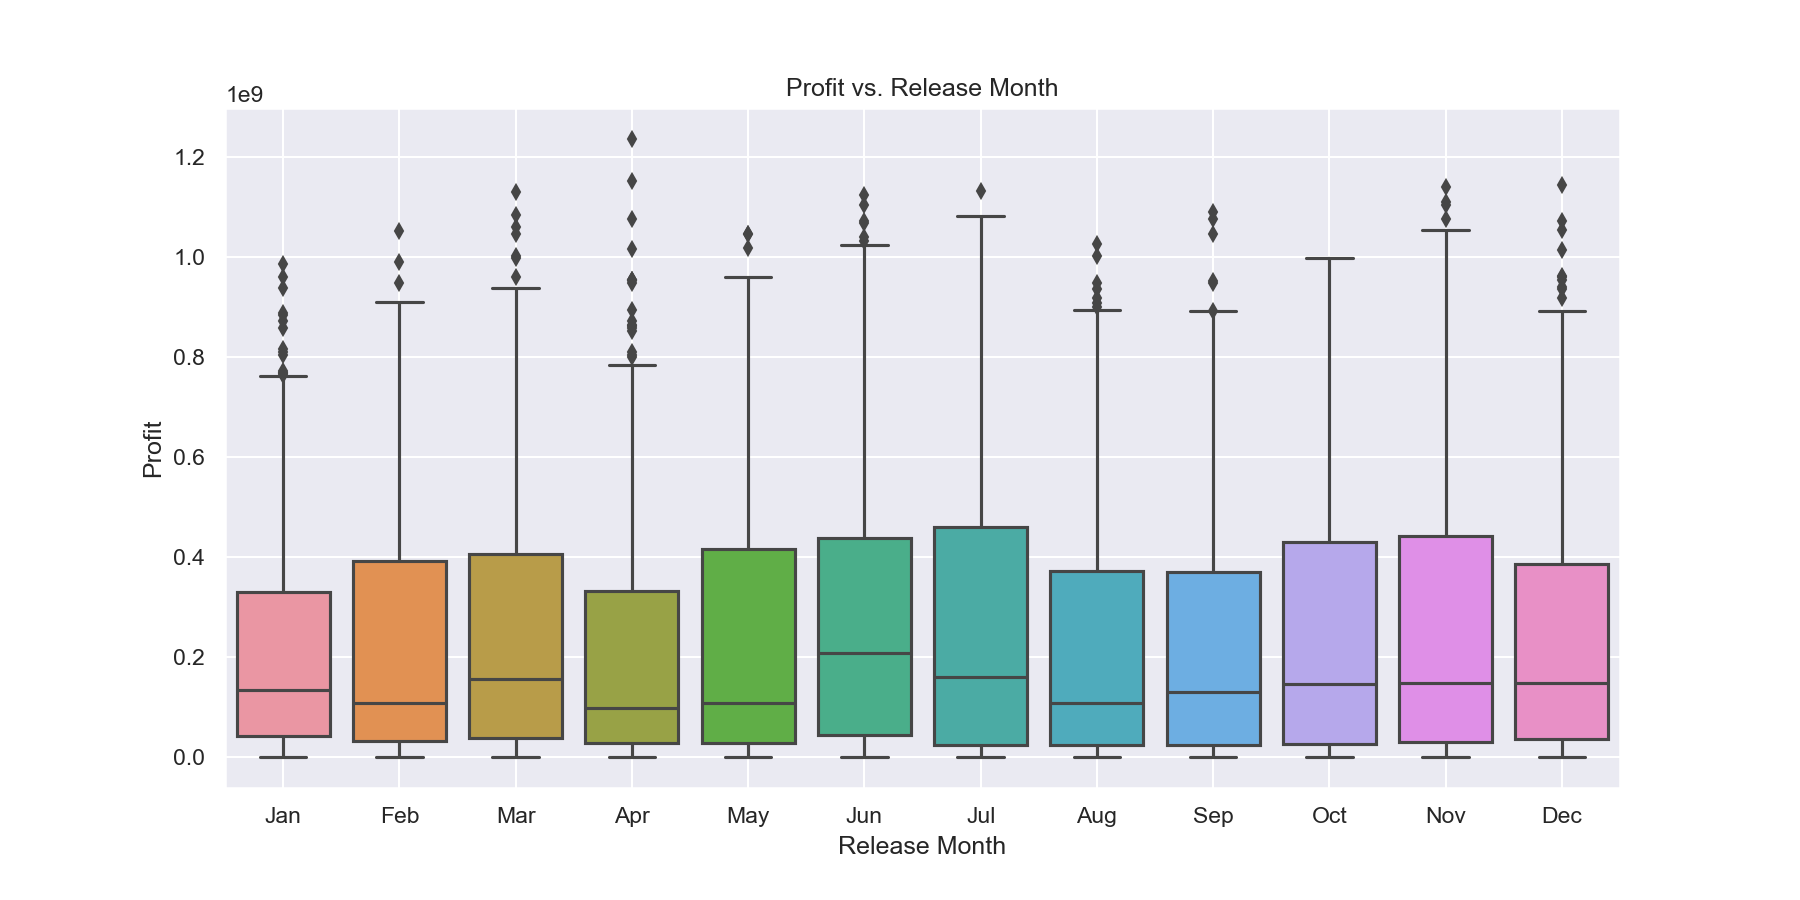 Profit vs. Release Month
1e9
1.2
1.0
0.8
0.6
0.4
0.2
0.0
Profit
Jan Feb Mar Apr May Jun Jul Aug Sep Oct Nov Dec
Release Month